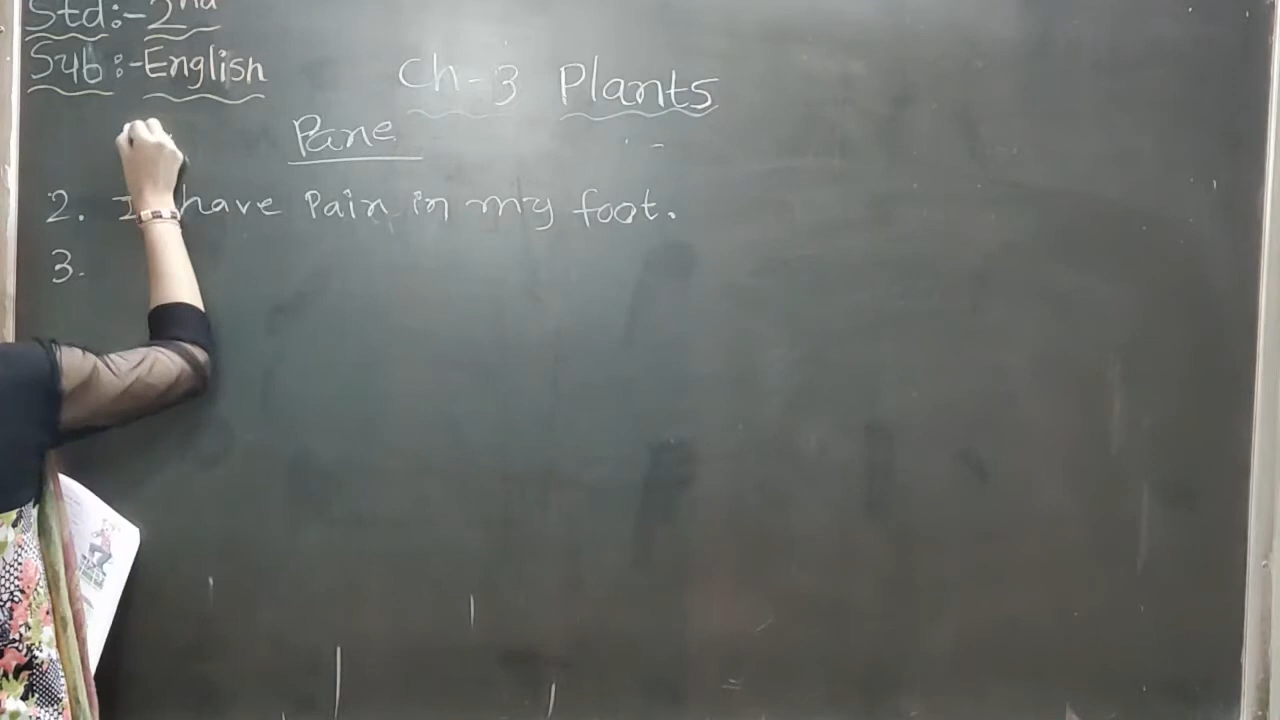 Std:-2nd
Sub:-English
Ch-3 Plants
Pane
2. I have Pain in my foot.
3.